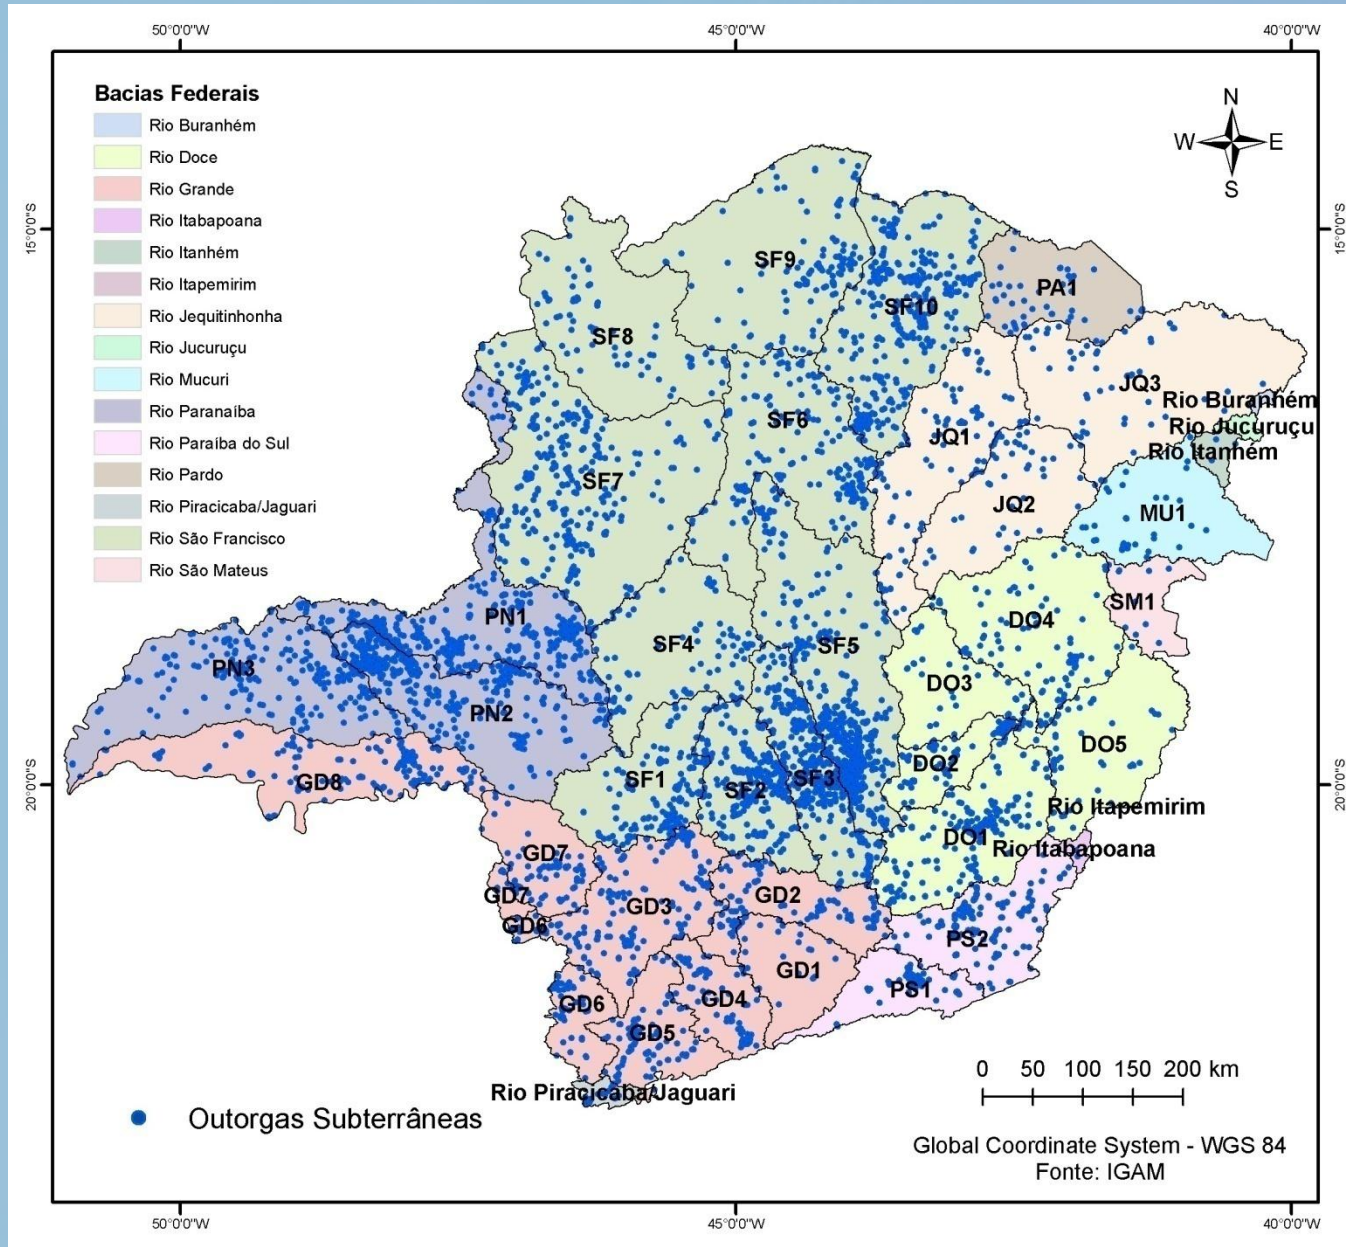 50°0'0"W
45°0'0"W
40°0'0"W
Bacias Federais
Rio Buranhém
Rio Doce
Rio Grande
Rio Itabapoana
Rio Itanhém
Rio Itapemirim
Rio Jequitinhonha
Rio Jucuruçu
Rio Mucuri
Rio Paranaíba
Rio Paraíba do Sul
Rio Pardo
Rio Piracicaba/Jaguari
Rio São Francisco
Rio São Mateus
N
W
E
S
15°0'0"S
15°0'0"S
SF9
PA1
SF10
SF8
JQ3
Rio Buranhém
SF6
Rio Jucuruçu
JQ1
Rio Itanhém
SF7
JQ2
MU1
SM1
PN1
DO4
SF4
SF5
PN3
DO3
PN2
DO5
DO2
20°0'0"S
20°0'0"S
GD8
SF1
SF3
SF2
Rio Itapemirim
DO1
Rio Itabapoana
GD7
GD7
GD2
GD3
GD6
PS2
GD1
PS1
GD4
GD6
GD5
Rio Piracicaba/Jaguari
0 50 100 150 200 km
Outorgas Subterrâneas
Global Coordinate System - WGS 84
Fonte: IGAM
50°0'0"W
45°0'0"W
40°0'0"W